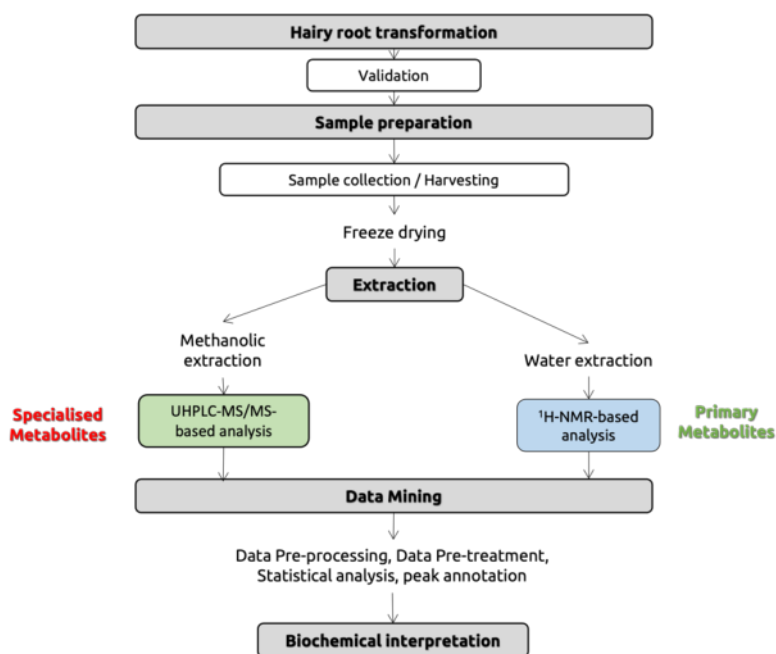 Hairy root transformation
Validation
Sample preparation
Sample collection / Harvesting
Freeze drying
Extraction
Methanolic
extraction
Water extraction
Specialised
Metabolites
UHPLC-MS/MS-
based analysis
¹H-NMR-based
analysis
Primary
Metabolites
Data Mining
Data Pre-processing, Data Pre-treatment,
Statistical analysis, peak annotation
Biochemical interpretation